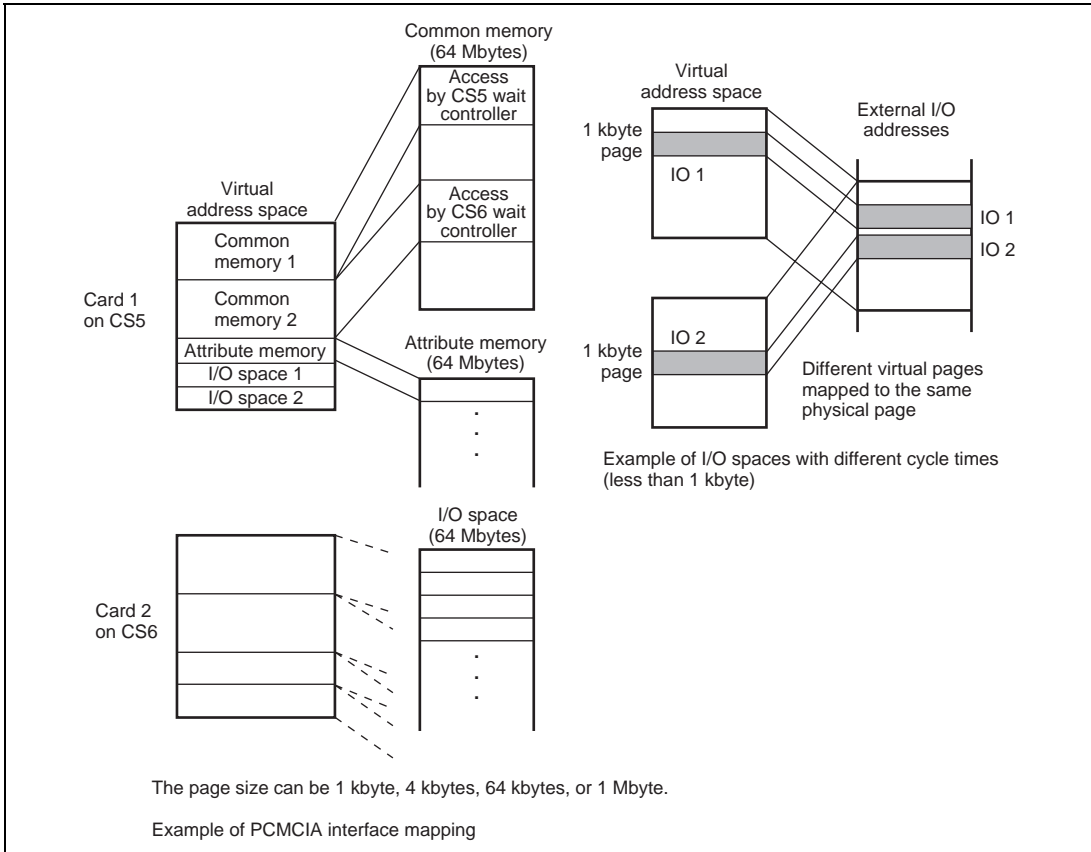 Common memory
(64 Mbytes)
Access
by CS5 wait
controller
Access
by CS6 wait
controller
Virtual
address space
Card 1
on CS5
Common
memory 1
Common
memory 2
Attribute memory
I/O space 1
I/O space 2
Attribute memory
(64 Mbytes)
.
.
.
I/O space
(64 Mbytes)
.
.
.
Card 2
on CS6
Virtual
address space
1 kbyte
page
IO 1
External I/O
addresses
IO 1
IO 2
1 kbyte
page
IO 2
Different virtual pages
mapped to the same
physical page
Example of I/O spaces with different cycle times
(less than 1 kbyte)
The page size can be 1 kbyte, 4 kbytes, 64 kbytes, or 1 Mbyte.
Example of PCMCIA interface mapping